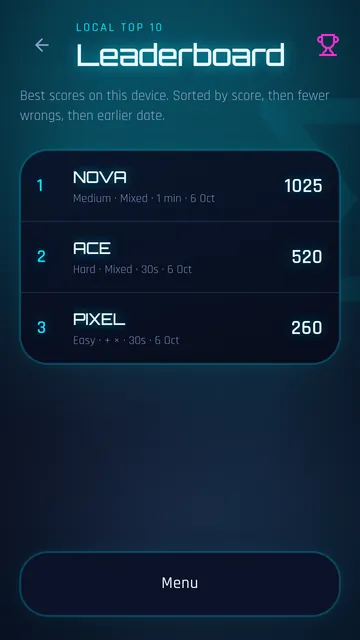 LOCAL TOP 10
Leaderboard
Best scores on this device. Sorted by score, then fewer
wrongs, then earlier date.
1
NOVA
Medium · Mixed · 1 min · 6 Oct
1025
2
ACE
Hard · Mixed · 30s · 6 Oct
520
3
PIXEL
Easy · + × · 30s · 6 Oct
260
Menu